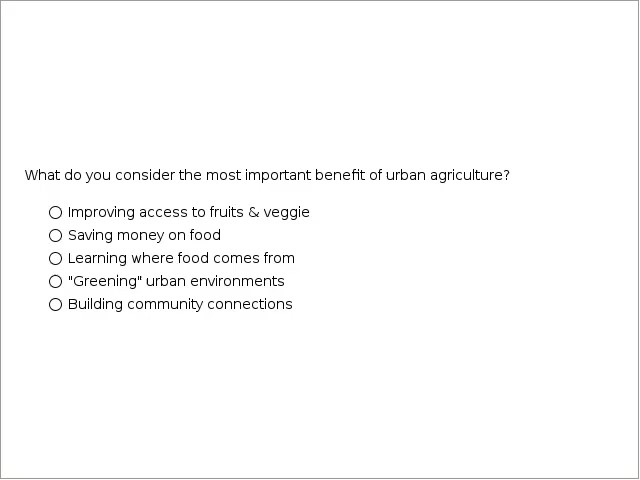 What do you consider the most important benefit of urban agriculture?
Improving access to fruits & veggie
Saving money on food
Learning where food comes from
"Greening" urban environments
Building community connections